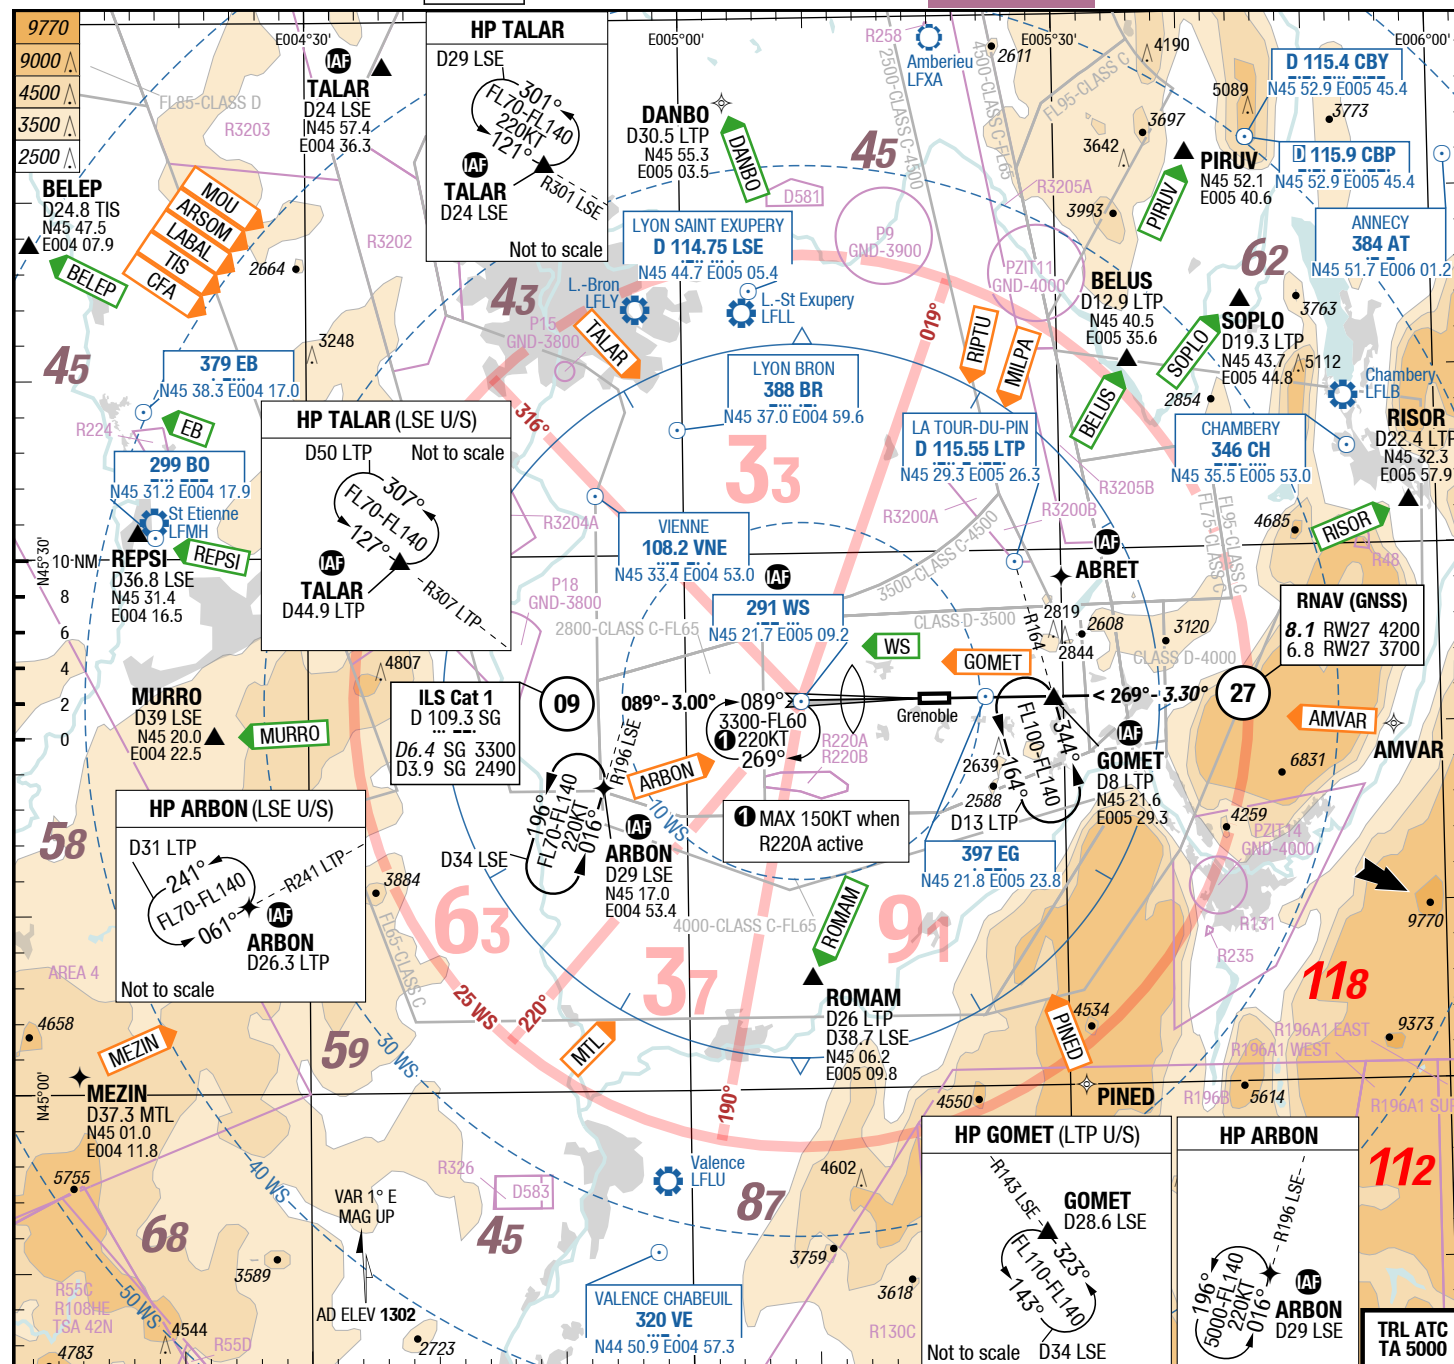 9770
9000
4500
3500
2500
E004°30'
E005°00'
E005°30'
E006°00'
FL85-CLASS D
R3203
IAF
TALAR
D24 LSE
N45 57.4
E004 36.3
HP TALAR
D29 LSE
301°
FL70-FL140
220KT
121°
IAF
TALAR
D24 LSE
R301 LSE
Not to scale
DANBO
D30.5 LTP
N45 55.3
E005 03.5
DANBO
R258
Amberieu
LFXA
2611
2500-CLASS C-4500
4500-CLASS C-FL65
FL95-CLASS C
4190
5089
D 115.4 CBY
N45 52.9 E005 45.4
3773
3697
3642
PIRUV
N45 52.1
E005 40.6
PIRUV
D 115.9 CBP
N45 52.9 E005 45.4
BELEP
D24.8 TIS
N45 47.5
E004 07.9
BELEP
MOU
ARSOM
LABAL
TIS
CFA
2664
R3202
45
D581
P9
GND-3900
R3205A
3993
PZIT11
GND-4000
62
ANNECY
384 AT
N45 51.7 E006 01.2
LYON SAINT EXUPERY
D 114.75 LSE
N45 44.7 E005 05.4
43
L.-Bron
LFLY
L.-St Exupery
LFLL
P15
GND-3800
TALAR
019°
BELUS
D12.9 LTP
N45 40.5
E005 35.6
SOPLO
D19.3 LTP
N45 43.7
E005 44.8
3763
5112
SOPLO
RIPTU
MILPA
3248
45
379 EB
N45 38.3 E004 17.0
EB
R224
LYON BRON
388 BR
N45 37.0 E004 59.6
BELUS
2854
Chambery
LFLB
RISOR
D22.4 LTP
N45 32.3
E005 57.9
HP TALAR (LSE U/S)
D50 LTP
Not to scale
307°
FL70-FL140
127°
IAF
TALAR
D44.9 LTP
R307 LTP
316°
33
LA TOUR-DU-PIN
D 115.55 LTP
N45 29.3 E005 26.3
CHAMBERY
346 CH
N45 35.5 E005 53.0
299 BO
N45 31.2 E004 17.9
St Etienne
LFMH
REPSI
REPSI
D36.8 LSE
N45 31.4
E004 16.5
R3204A
R3200A
R3200B
R3205B
FL75-CLASS C
FL95-CLASS C
4685
RISOR
R48
VIENNE
108.2 VNE
N45 33.4 E004 53.0
3500-CLASS C-4500
IAF
ABRET
N45°30'
10 NM
8
6
4
2
0
P18
GND-3800
2800-CLASS C-FL65
IAF
291 WS
N45 21.7 E005 09.2
CLASS D-3500
R164
2819
2608
2844
3120
CLASS D-4000
RNAV (GNSS)
8.1 RW27 4200
6.8 RW27 3700
WS
GOMET
4807
MURRO
D39 LSE
N45 20.0
E004 22.5
MURRO
ILS Cat 1
D 109.3 SG
D6.4 SG 3300
D3.9 SG 2490
09
089°- 3.00°
089°
3300-FL60
1 220KT
269°
Grenoble
< 269°- 3.30°
27
AMVAR
AMVAR
R220A
R220B
2639
2588
D13 LTP
FL100-FL140
344°
164°
IAF
GOMET
D8 LTP
N45 21.6
E005 29.3
6831
4259
PZIT14
GND-4000
R196 LSE
ARBON
10 WS
1 MAX 150KT when
R220A active
397 EG
N45 21.8 E005 23.8
196°
FL70-FL140
220KT
016°
D34 LSE
IAF
ARBON
D29 LSE
N45 17.0
E004 53.4
58
HP ARBON (LSE U/S)
D31 LTP
241°
FL70-FL140
061°
R241 LTP
IAF
ARBON
D26.3 LTP
Not to scale
3884
FL65-CLASS C
63
37
91
4000-CLASS C-FL65
ROMAM
ROMAM
D26 LTP
D38.7 LSE
N45 06.2
E005 09.8
R131
R235
9770
118
AREA 4
4658
MEZIN
59
25 WS
30 WS
220°
MTL
190°
4534
PINED
PINED
R196A1 EAST
R196A1 WEST
9373
N45°00'
MEZIN
D37.3 MTL
N45 01.0
E004 11.8
4550
R196B
5614
R196A1 SU
5755
40 WS
VAR 1° E
MAG UP
R326
D583
Valence
LFLU
4602
87
HP GOMET (LTP U/S)
R143 LSE
GOMET
D28.6 LSE
323°
FL110-FL140
143°
Not to scale
D34 LSE
HP ARBON
R196 LSE
196°
5000-FL140
220KT
016°
IAF
ARBON
D29 LSE
112
68
45
3589
3759
3618
R130C
R55C
R108HE
TSA 42N
50 WS
AD ELEV 1302
VALENCE CHABEUIL
320 VE
N44 50.9 E004 57.3
4544
R55D
4783
2723
TRL ATC
TA 5000